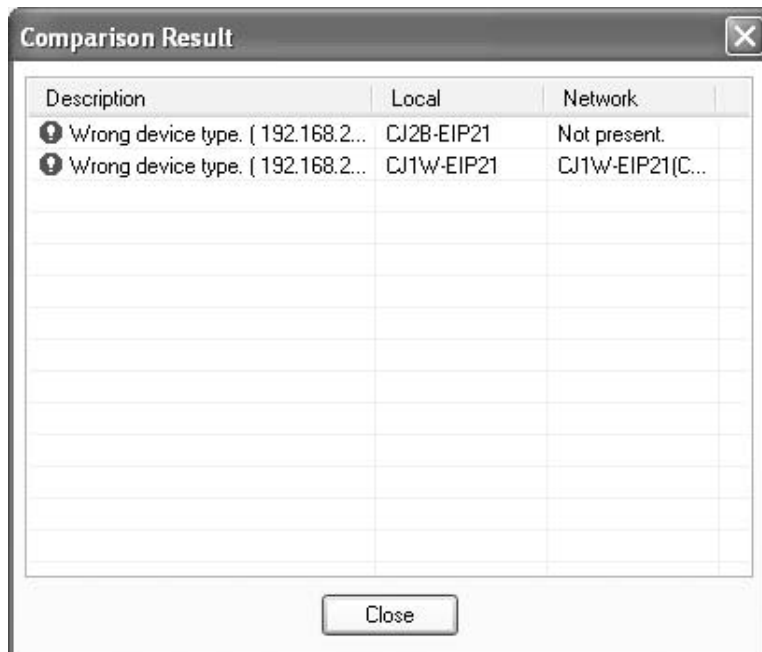 Comparison Result
Description Local Network
Wrong device type. ( 192.168.2... CJ2B-EIP21 Not present.
Wrong device type. ( 192.168.2... CJ1W-EIP21 CJ1W-EIP21(C...
Close